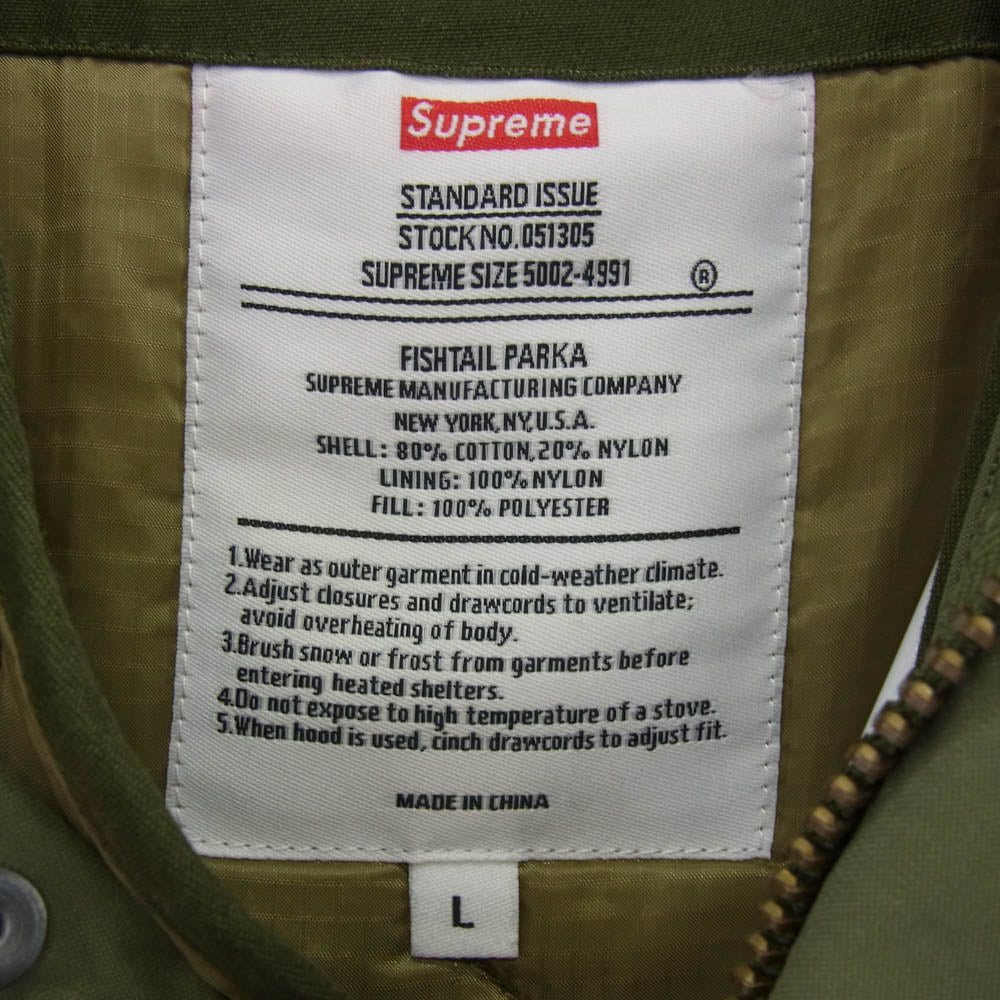 Supreme
STANDARD ISSUE
STOCK NO. 051305
SUPREME SIZE 5002-4991 ®
FISHTAIL PARKA
SUPREME MANUFACTURING COMPANY
NEW YORK, NY, U.S.A.
SHELL: 80% COTTON, 20% NYLON
LINING: 100% NYLON
FILL: 100% POLYESTER
1.Wear as outer garment in cold-weather climate.
2.Adjust closures and drawcords to ventilate;
avoid overheating of body.
3.Brush snow or frost from garments before
entering heated shelters.
4.Do not expose to high temperature of a stove.
5.When hood is used, cinch drawcords to adjust fit.
MADE IN CHINA
L